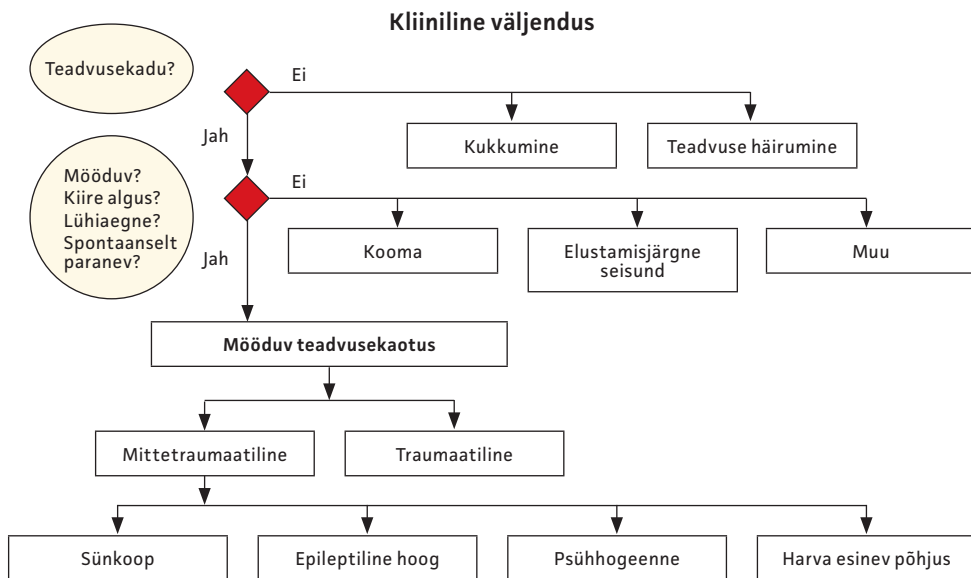 Kliiniline väljendus
Teadvusekadu?
Ei
Jah
Kukkumine
Teadvuse häirumine
Mööduv?
Kiire algus?
Lühiaegne?
Spontaanselt
paranev?
Ei
Jah
Kooma
Elustamisjärgne
seisund
Muu
Mööduv teadvusekaotus
Mittetraumaatiline
Traumaatiline
Sünkoop
Epileptiline hoog
Psühhogeenne
Harva esinev põhjus